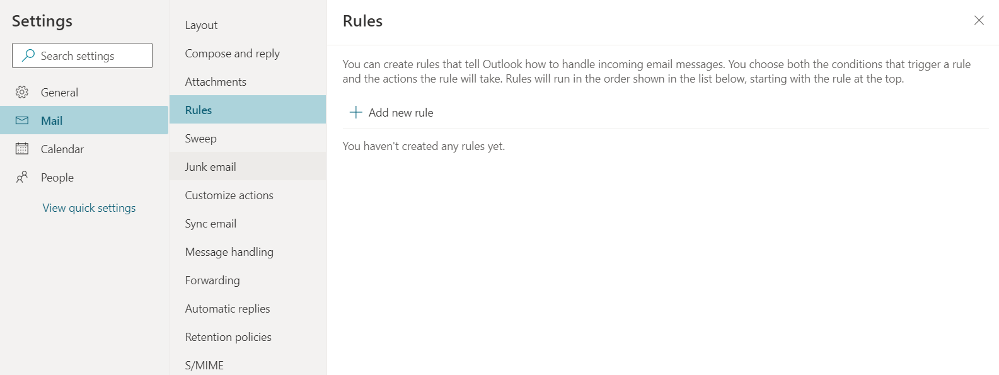 Settings
Search settings
General
Mail
Calendar
People
View quick settings
Layout
Compose and reply
Attachments
Rules
Sweep
Junk email
Customize actions
Sync email
Message handling
Forwarding
Automatic replies
Retention policies
S/MIME
Rules
You can create rules that tell Outlook how to handle incoming email messages. You choose both the conditions that trigger a rule
and the actions the rule will take. Rules will run in the order shown in the list below, starting with the rule at the top.
Add new rule
You haven't created any rules yet.